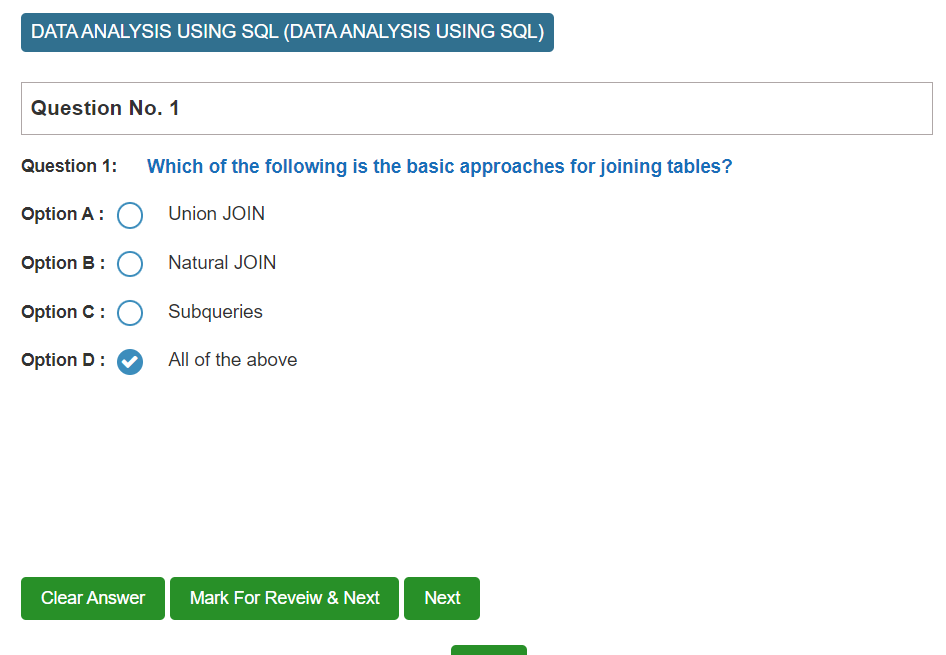 DATA ANALYSIS USING SQL (DATA ANALYSIS USING SQL)
Question No. 1
Question 1: Which of the following is the basic approaches for joining tables?
Option A : Union JOIN
Option B : Natural JOIN
Option C : Subqueries
Option D : All of the above
Clear Answer Mark For Reveiw & Next Next